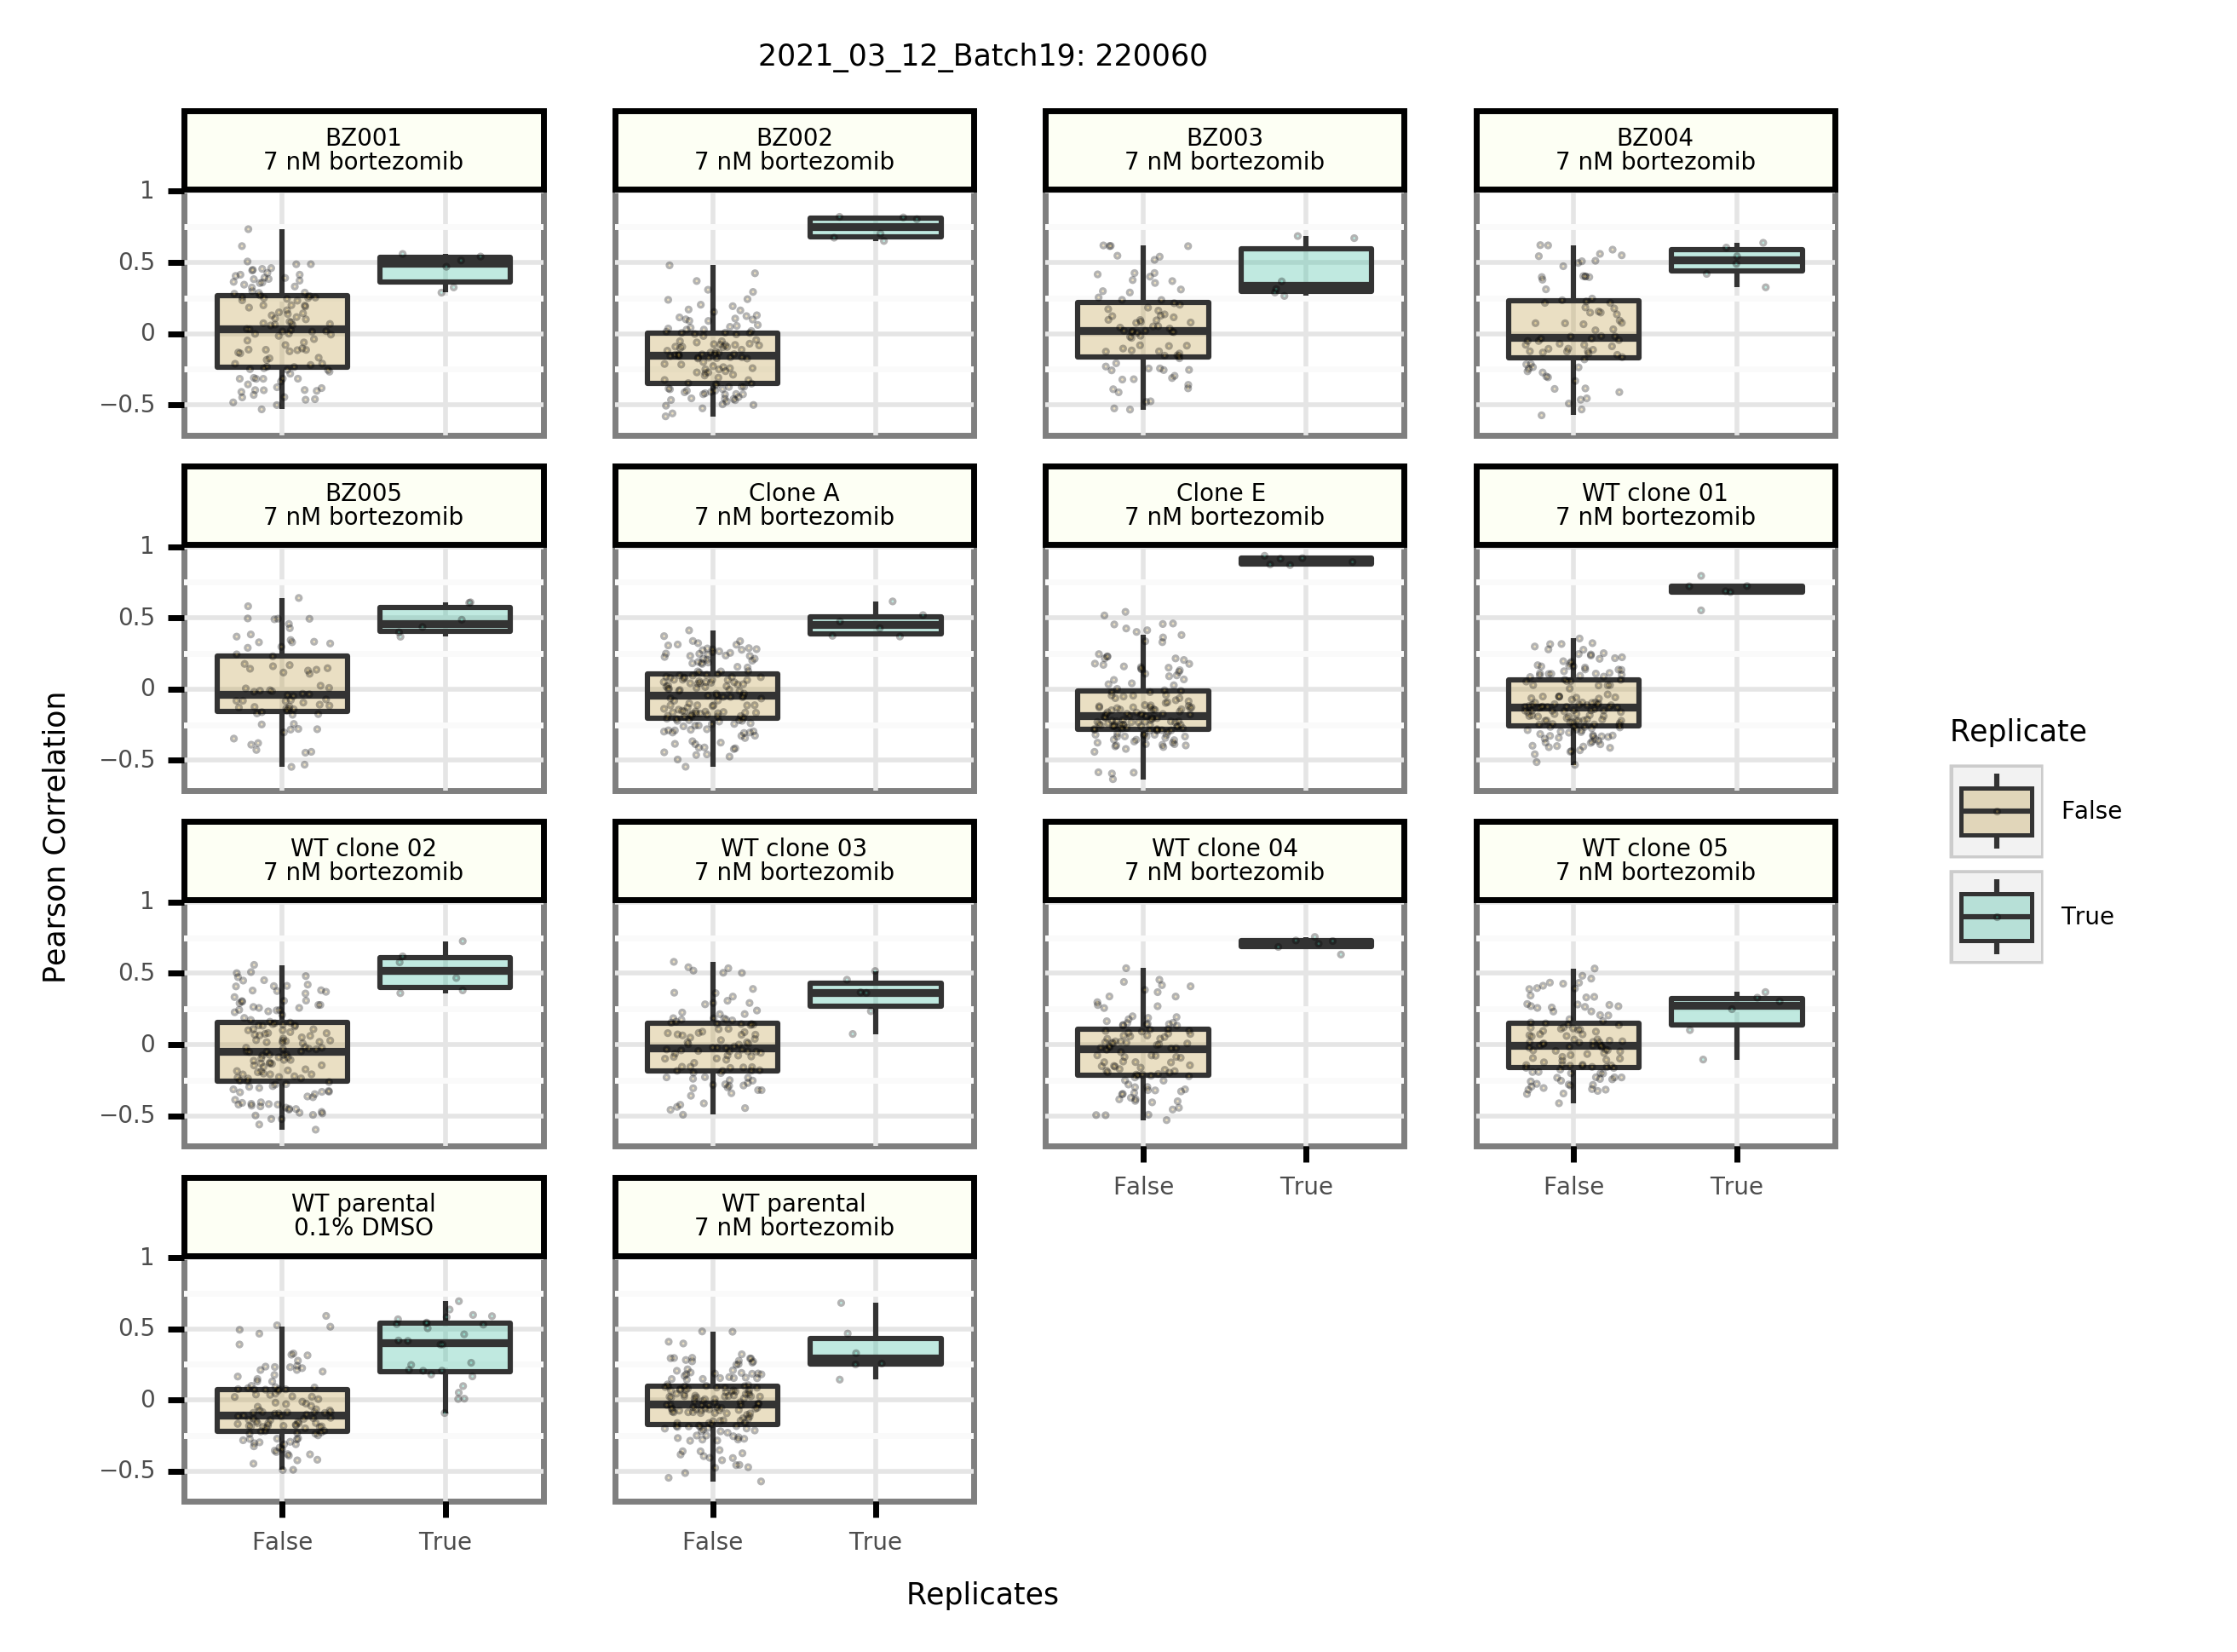 2021_03_12_Batch19: 220060
BZ001
7 nM bortezomib
BZ002
7 nM bortezomib
BZ003
7 nM bortezomib
BZ004
7 nM bortezomib
1
0.5
0
−0.5
BZ005
7 nM bortezomib
Clone A
7 nM bortezomib
Clone E
7 nM bortezomib
WT clone 01
7 nM bortezomib
1
0.5
0
−0.5
WT clone 02
7 nM bortezomib
WT clone 03
7 nM bortezomib
WT clone 04
7 nM bortezomib
WT clone 05
7 nM bortezomib
1
0.5
0
−0.5
False
True
False
True
WT parental
0.1% DMSO
WT parental
7 nM bortezomib
1
0.5
0
−0.5
False
True
False
True
Replicates
Pearson Correlation
Replicate
False
True